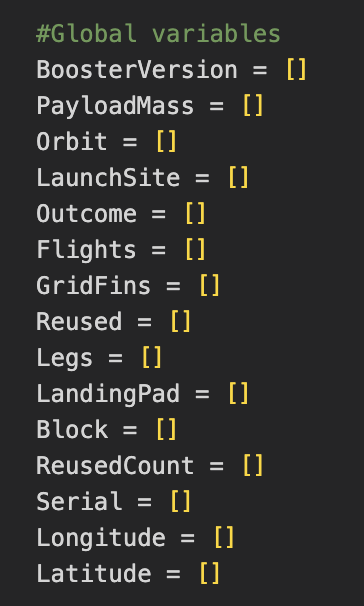 #Global variables
BoosterVersion = []
PayloadMass = []
Orbit = []
LaunchSite = []
Outcome = []
Flights = []
GridFins = []
Reused = []
Legs = []
LandingPad = []
Block = []
ReusedCount = []
Serial = []
Longitude = []
Latitude = []